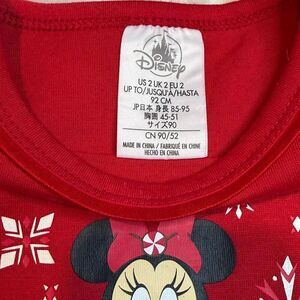 Disney
US 2 UK 2 EU 2
UP TO/JUSQU'A/HASTA
92 CM
JP日本 身長 85-95
胸囲 45-51
サイズ90
CN 90/52
MADE IN CHINA / FABRIQUÉ EN CHINE
HECHO EN CHINA